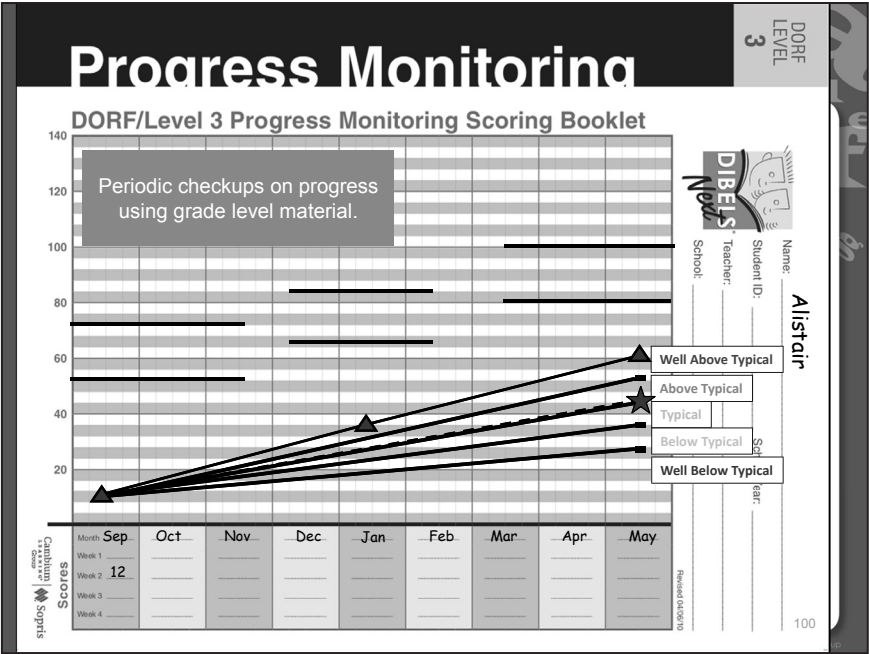 Progress Monitoring
DORF
LEVEL
3
DORF/Level 3 Progress Monitoring Scoring Booklet
140
120
100
80
60
40
20
Periodic checkups on progress
using grade level material.
Well Above Typical
Above Typical
Typical
Below Typical
Well Below Typical
DIBELS
Next
Name:
Alistair
Student ID:
Teacher:
School:
Month Sep Oct Nov Dec Jan Feb Mar Apr May
Week 1
Week 2 12
Week 3
Week 4
Scores
Cambium
LEARNING
Group
Sopris
Revised 04/06/10
100